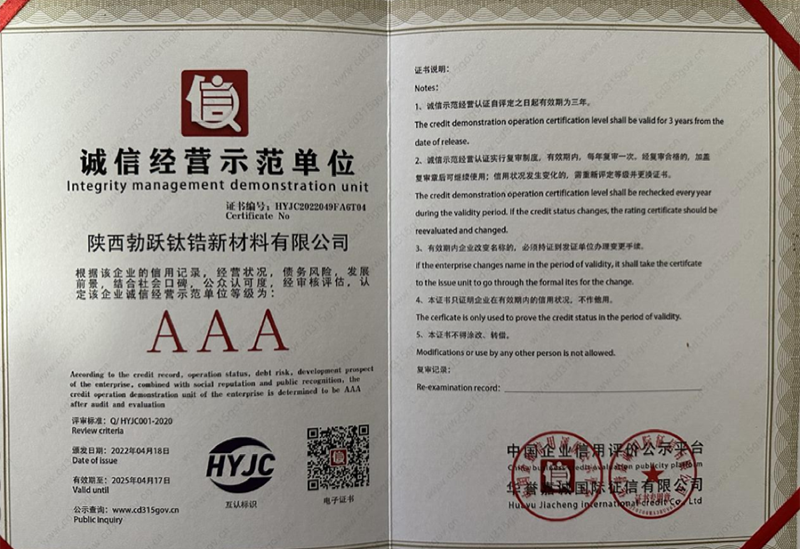 信
诚信经营示范单位
Integrity management demonstration unit
证书编号：HYJC2022049FA6T04
Certificate No
陕西勃跃钛锆新材料有限公司
根据该企业的信用记录，经营状况，债务风险，发展
前景，结合社会口碑，公众认可度，经审核评估，认
定该企业诚信经营示范单位等级为：
AAA
According to the credit record, operation status, debt risk, development prospect
of the enterprise, combined with social reputation and public recognition, the
credit operation demonstration unit of the enterprise is determined to be AAA
after audit and evaluation
评审标准：Q/HYJC001-2020
Review criteria
颁发日期：2022年04月18日
Date of issue
有效期至：2025年04月17日
Valid until
公示查询：www.cd315gov.cn
Public Inquiry
HYJC
互认标识
电子证书
证书说明：
Notes:
1、诚信示范经营认证自评定之日起有效期为三年。
The credit demonstration operation certification level shall be valid for 3 years from the
date of release.
2、诚信示范经营认证实行复审制度，有效期内，每年复审一次，经复审合格的，加盖
复审章后可继续使用；信用状况发生变化的，需重新评定等级并更换证书。
The credit demonstration operation certification level shall be rechecked every year
during the validity period. If the credit status changes, the rating certificate should be
reevaluated and changed.
3、有效期内企业改变名称的，必须持证到发证单位办理变更手续。
if the enterprise changes name in the period of validity, it shall take the certifcate
to the issue unit to go through the formal ites for the change.
4、本证书只证明企业在有效期内的信用状况，不作他用。
The cerficate is only used to prove the credit status in the period of validity.
5、本证书不得涂改、转借。
Modifications or use by any other person is not allowed.
复审记录：
Re-examination record:
中国企业信用评价公示平台
China business credit evaluation publicity platform
华誉嘉诚国际征信有限公司
Huayu Jiacheng International credit Co., Ltd